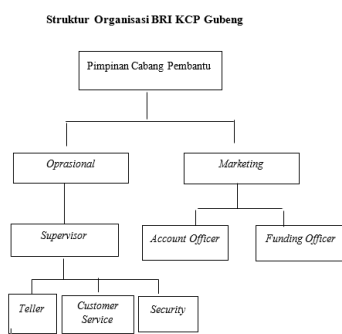 Struktur Organisasi BRI KCP Gubeng
Pimpinan Cabang Pembantu
Oprasional
Marketing
Supervisor
Account Officer
Funding Officer
Teller
Customer
Service
Security